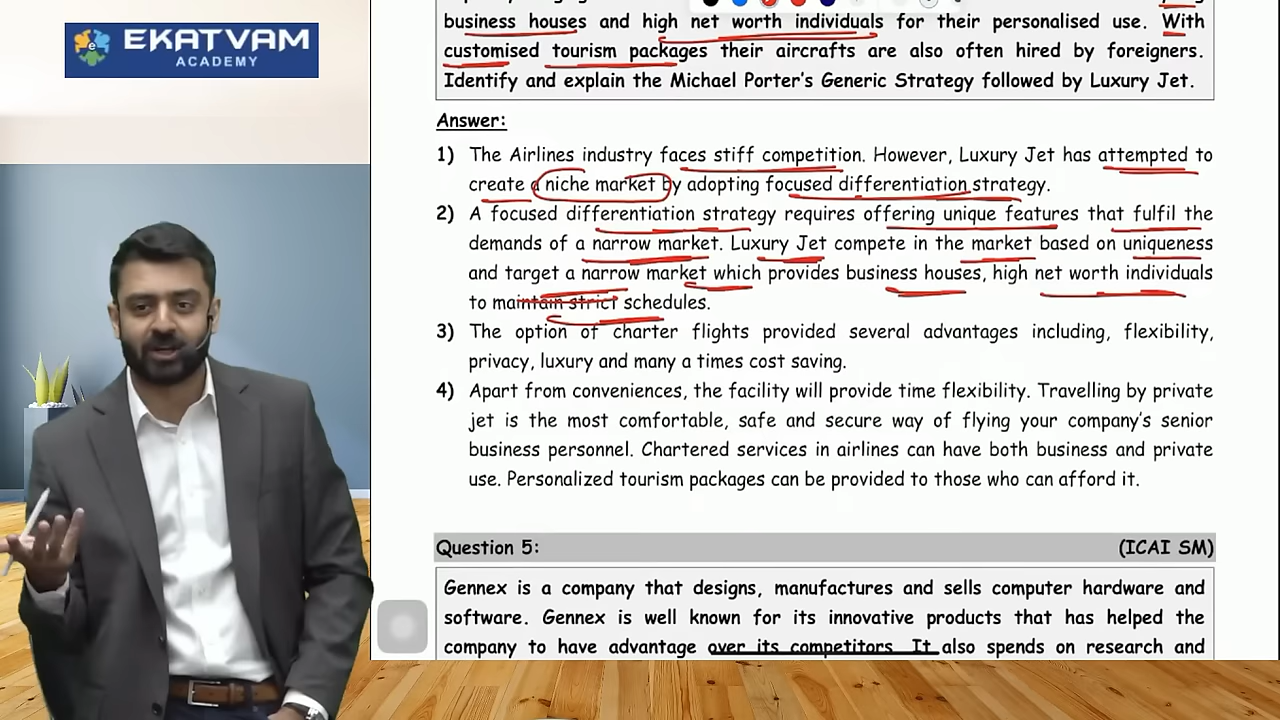 EKATVAM
ACADEMY
business houses and high net worth individuals for their personalised use. With
customised tourism packages their aircrafts are also often hired by foreigners.
Identify and explain the Michael Porter's Generic Strategy followed by Luxury Jet.
Answer:
1) The Airlines industry faces stiff competition. However, Luxury Jet has attempted to
create a niche market by adopting focused differentiation strategy.
2) A focused differentiation strategy requires offering unique features that fulfil the
demands of a narrow market. Luxury Jet compete in the market based on uniqueness
and target a narrow market which provides business houses, high net worth individuals
to maintain strict schedules.
3) The option of charter flights provided several advantages including, flexibility,
privacy, luxury and many a times cost saving.
4) Apart from conveniences, the facility will provide time flexibility. Travelling by private
jet is the most comfortable, safe and secure way of flying your company's senior
business personnel. Chartered services in airlines can have both business and private
use. Personalized tourism packages can be provided to those who can afford it.
Question 5: (ICAI SM)
Gennex is a company that designs, manufactures and sells computer hardware and
software. Gennex is well known for its innovative products that has helped the
company to have advantage over its competitors. It also spends on research and